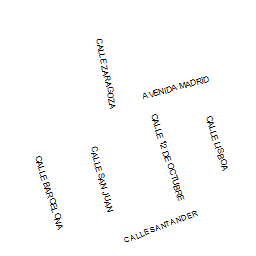 CALLE ZARAGOZA
AVENIDA MADRID
CALLE 12 DE OCTUBRE
CALLE LISBOA
CALLE SAN JUAN
CALLE BARCELONA
CALLE SANTANDER